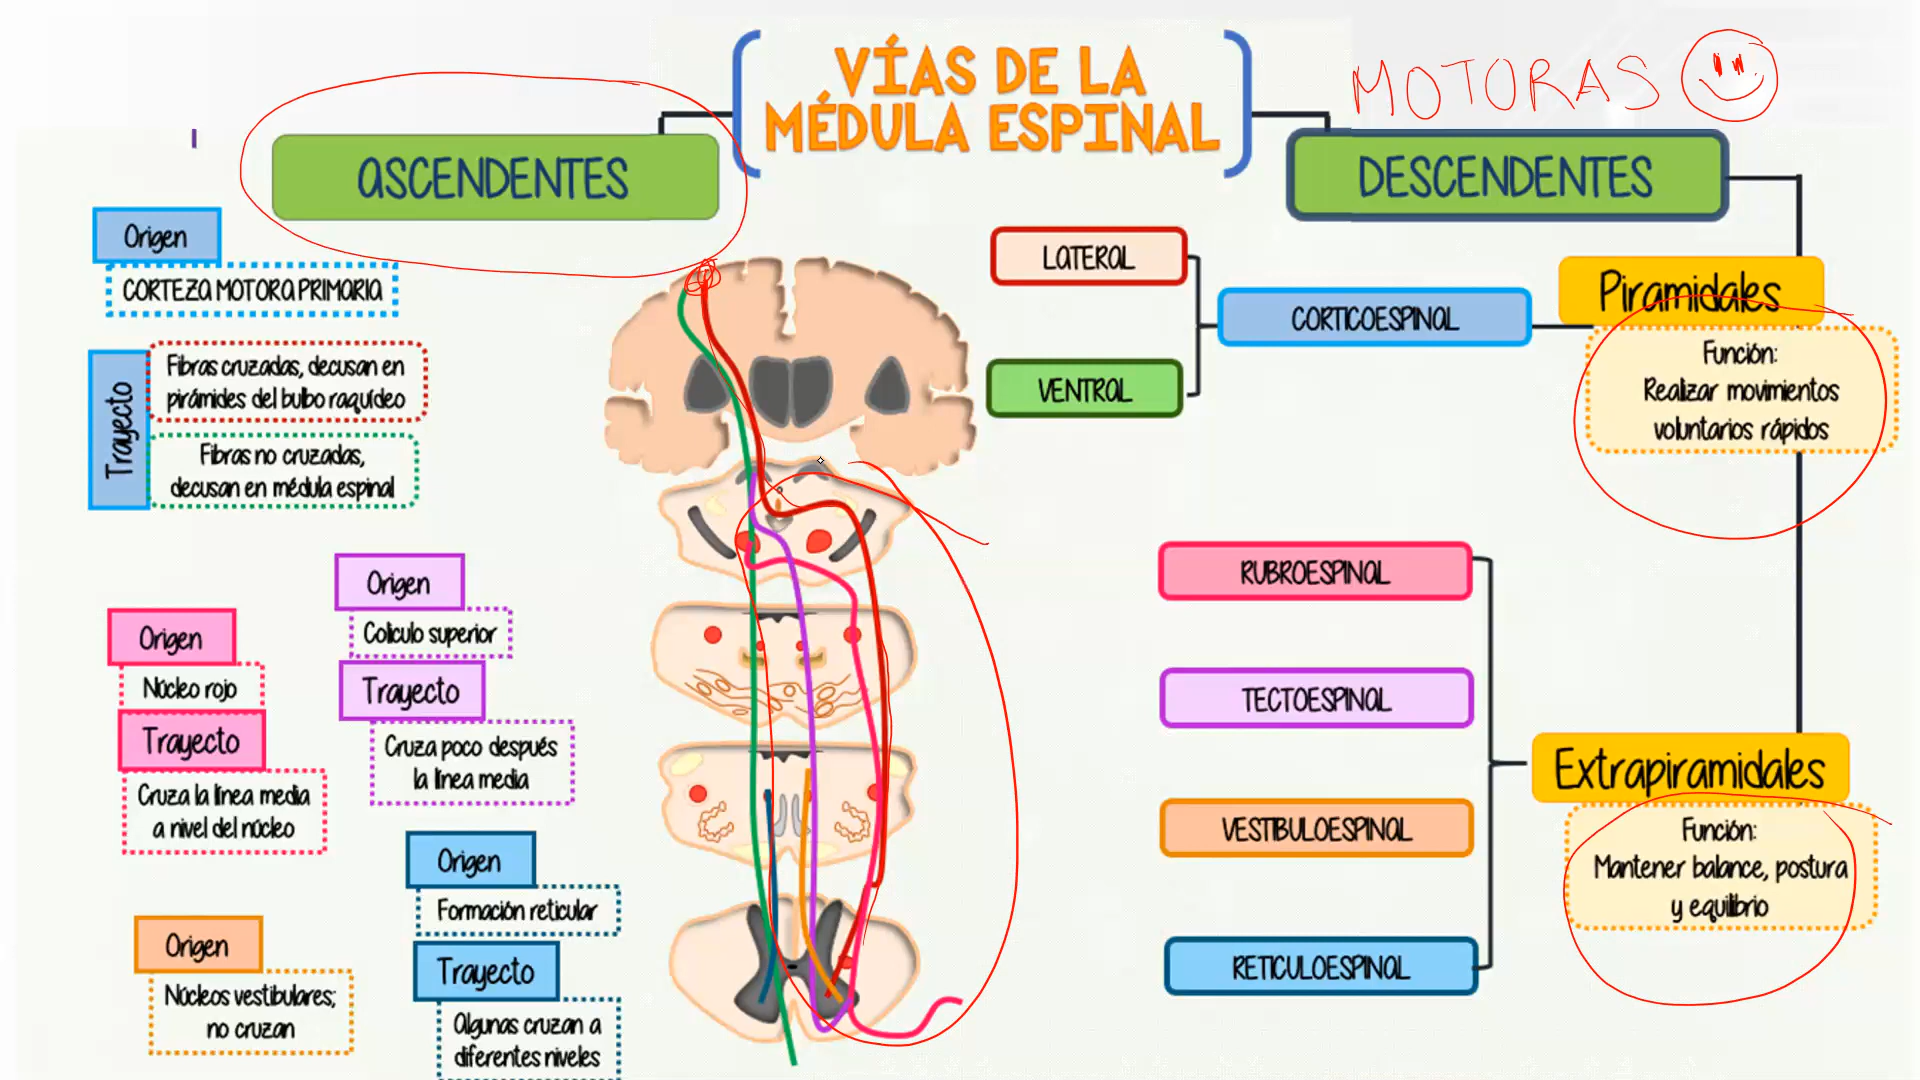 VÍAS DE LA
MÉDULA ESPINAL
MOTORAS
ASCENDENTES
DESCENDENTES
Origen
CORTEZA MOTORA PRIMARIA
Trayecto
Fibras cruzadas, decusan en
pirámides del bulbo raquídeo
Fibras no cruzadas,
decusan en médula espinal
Origen
Coliculo superior
Trayecto
Cruza poco después
la línea media
Origen
Núcleo rojo
Trayecto
Cruza la línea media
a nivel del núcleo
Origen
Formación reticular
Trayecto
Algunas cruzan a
diferentes niveles
Origen
Núcleos vestibulares;
no cruzan
LATERAL
VENTRAL
CORTICOESPINAL
Piramidales
Función:
Realizar movimientos
voluntarios rápidos
RUBROESPINAL
TECTOESPINAL
VESTIBULOESPINAL
RETICULOESPINAL
Extrapiramidales
Función:
Mantener balance, postura
y equilibrio